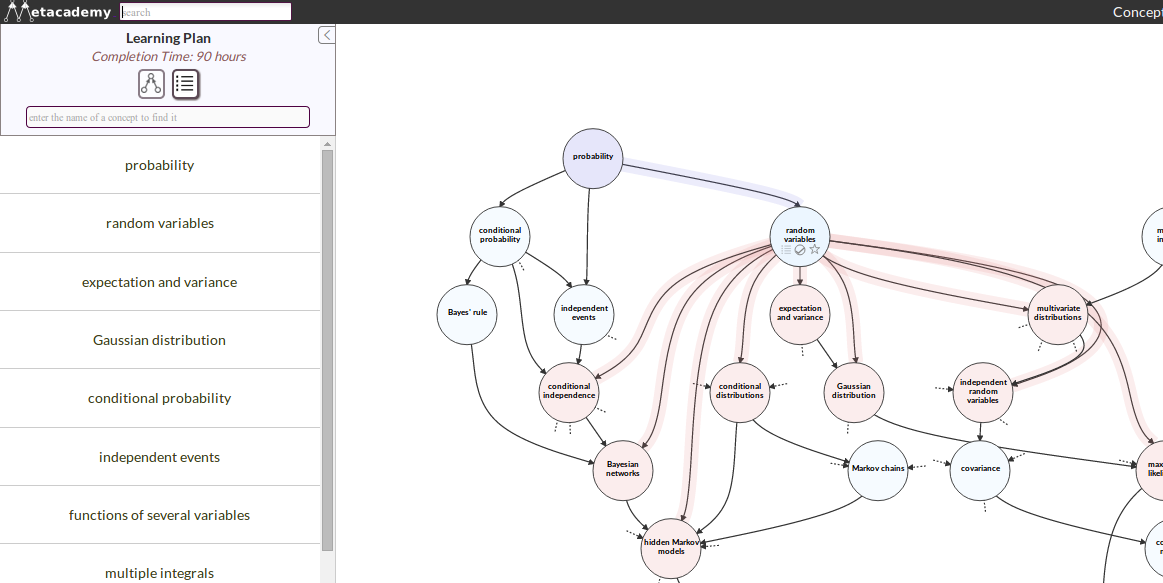 Metacademy
search
Concept
Learning Plan
Completion Time: 90 hours
enter the name of a concept to find it
probability
random variables
expectation and variance
Gaussian distribution
conditional probability
independent events
functions of several variables
multiple integrals
probability
conditional
probability
random
variables
Bayes' rule
independent
events
expectation
and variance
multivariate
distributions
conditional
independence
conditional
distributions
Gaussian
distribution
independent
random
variables
Bayesian
networks
Markov chains
covariance
hidden Markov
models